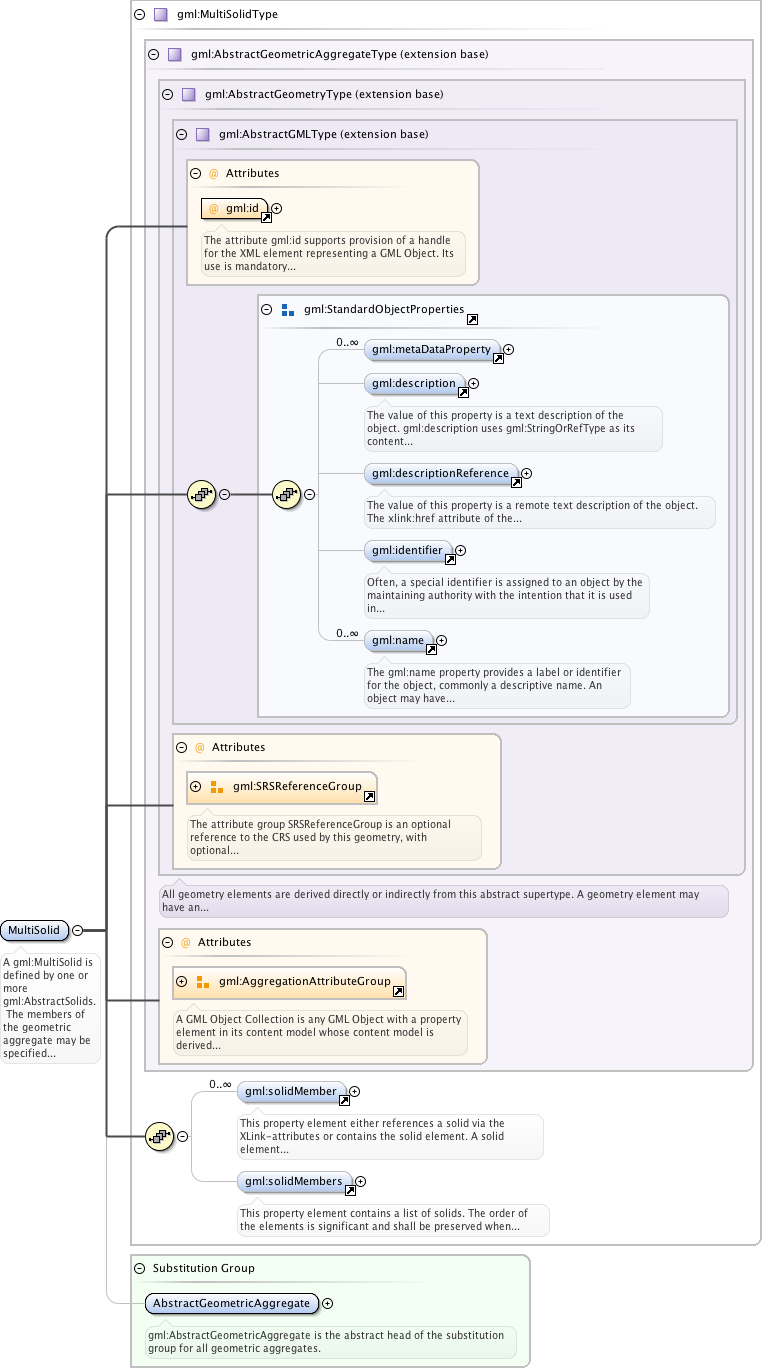 gml:MultiSolidType
gml:AbstractGeometricAggregateType (extension base)
gml:AbstractGeometryType (extension base)
gml:AbstractGMLType (extension base)
@ Attributes
@ gml:id
The attribute gml:id supports provision of a handle
for the XML element representing a GML Object. Its
use is mandatory...
gml:StandardObjectProperties
0..∞
gml:metaDataProperty
gml:description
The value of this property is a text description of the
object. gml:description uses gml:StringOrRefType as its
content...
gml:descriptionReference
The value of this property is a remote text description of the object.
The xlink:href attribute of the...
gml:identifier
Often, a special identifier is assigned to an object by the
maintaining authority with the intention that it is used
in...
0..∞
gml:name
The gml:name property provides a label or identifier
for the object, commonly a descriptive name. An
object may have...
@ Attributes
gml:SRSReferenceGroup
The attribute group SRSReferenceGroup is an optional
reference to the CRS used by this geometry, with
optional...
All geometry elements are derived directly or indirectly from this abstract supertype. A geometry element may
have an...
MultiSolid
A gml:MultiSolid is
defined by one or
more
gml:AbstractSolids.
The members of
the geometric
aggregate may be
specified...
@ Attributes
gml:AggregationAttributeGroup
A GML Object Collection is any GML Object with a property
element in its content model whose content model is
derived...
0..∞
gml:solidMember
This property element either references a solid via the
XLink-attributes or contains the solid element. A solid
element...
gml:solidMembers
This property element contains a list of solids. The order of
the elements is significant and shall be preserved when...
Substitution Group
AbstractGeometricAggregate
gml:AbstractGeometricAggregate is the abstract head of the substitution
group for all geometric aggregates.